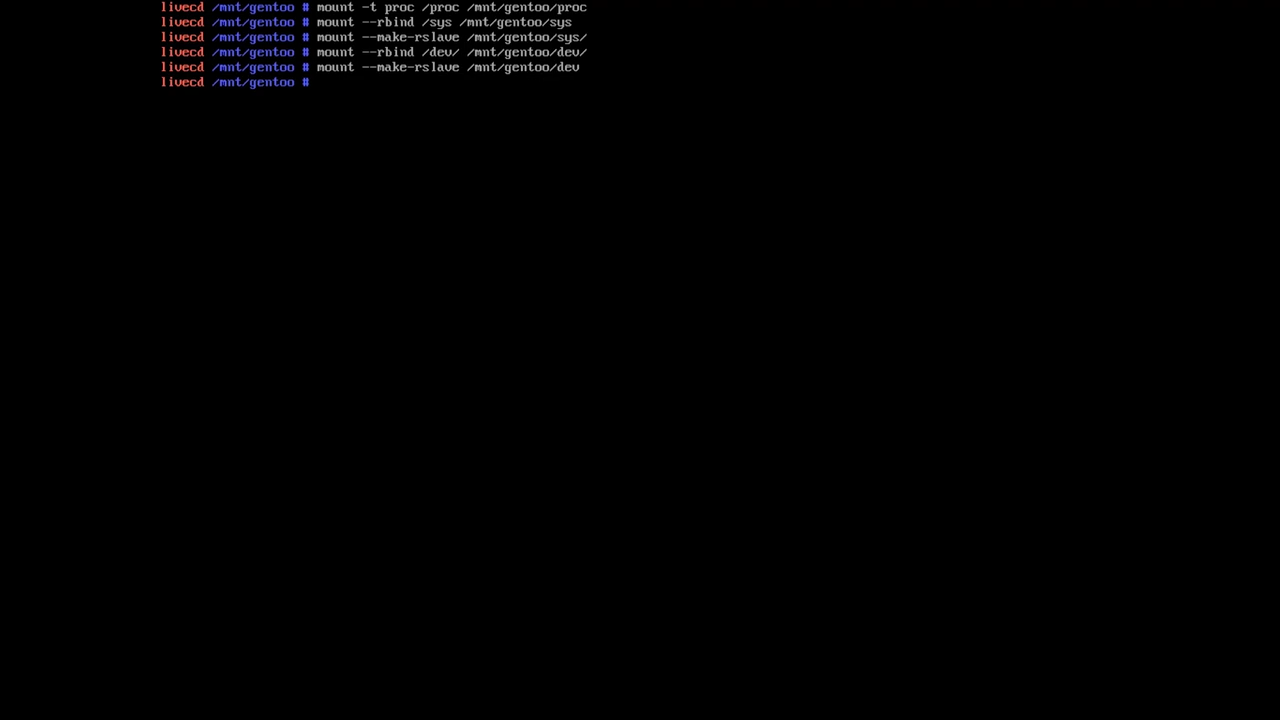 livecd /mnt/gentoo # mount -t proc /proc /mnt/gentoo/proc
livecd /mnt/gentoo # mount --rbind /sys /mnt/gentoo/sys
livecd /mnt/gentoo # mount --make-rslave /mnt/gentoo/sys/
livecd /mnt/gentoo # mount --rbind /dev/ /mnt/gentoo/dev/
livecd /mnt/gentoo # mount --make-rslave /mnt/gentoo/dev
livecd /mnt/gentoo #